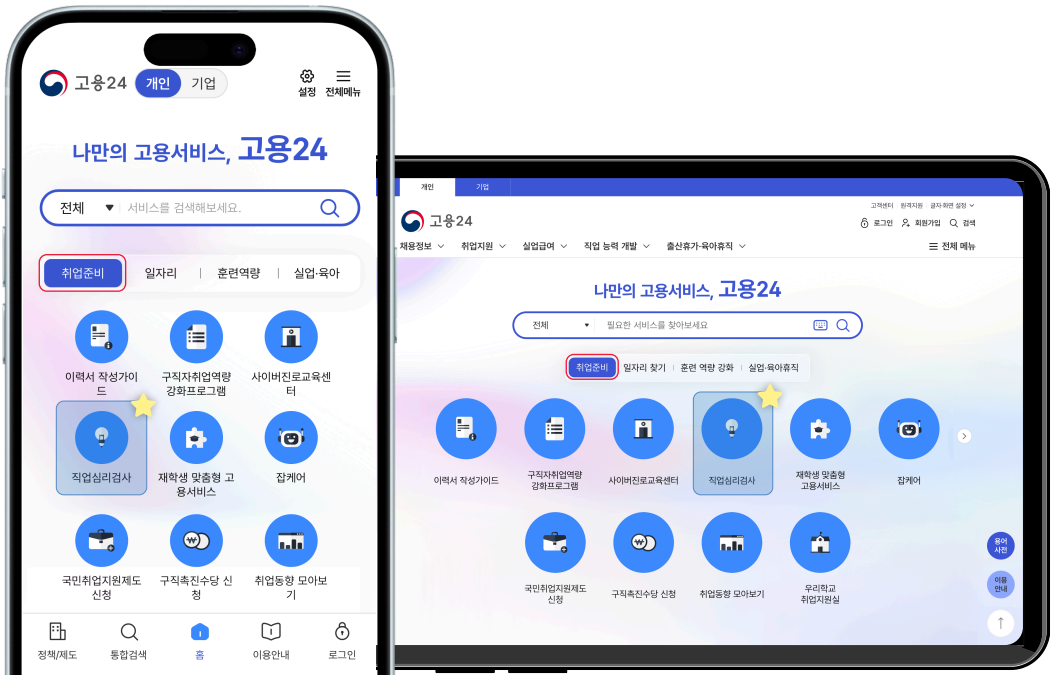 고용24
개인
기업
설정
전체메뉴
나만의 고용서비스, 고용24
전체
서비스를 검색해보세요.
취업준비
일자리
훈련역량
실업·육아
이력서 작성가이
드
구직자취업역량
강화프로그램
사이버진로교육센
터
직업심리검사
재학생 맞춤형 고
용서비스
잡케어
국민취업지원제도
신청
구직촉진수당 신
청
취업동향 모아보
기
정책/제도
통합검색
홈
이용안내
로그인
개인
기업
고객센터
원격지원
글자·화면 설정
고용24
로그인
회원가입
검색
채용정보
취업지원
실업급여
직업 능력 개발
출산휴가·육아휴직
전체 메뉴
나만의 고용서비스, 고용24
전체
필요한 서비스를 찾아보세요
취업준비
일자리 찾기
훈련 역량 강화
실업·육아휴직
이력서 작성가이드
구직자취업역량
강화프로그램
사이버진로교육센터
직업심리검사
재학생 맞춤형
고용서비스
잡케어
국민취업지원제도
신청
구직촉진수당 신청
취업동향 모아보기
우리학교
취업지원실
용어
사전
이용
안내